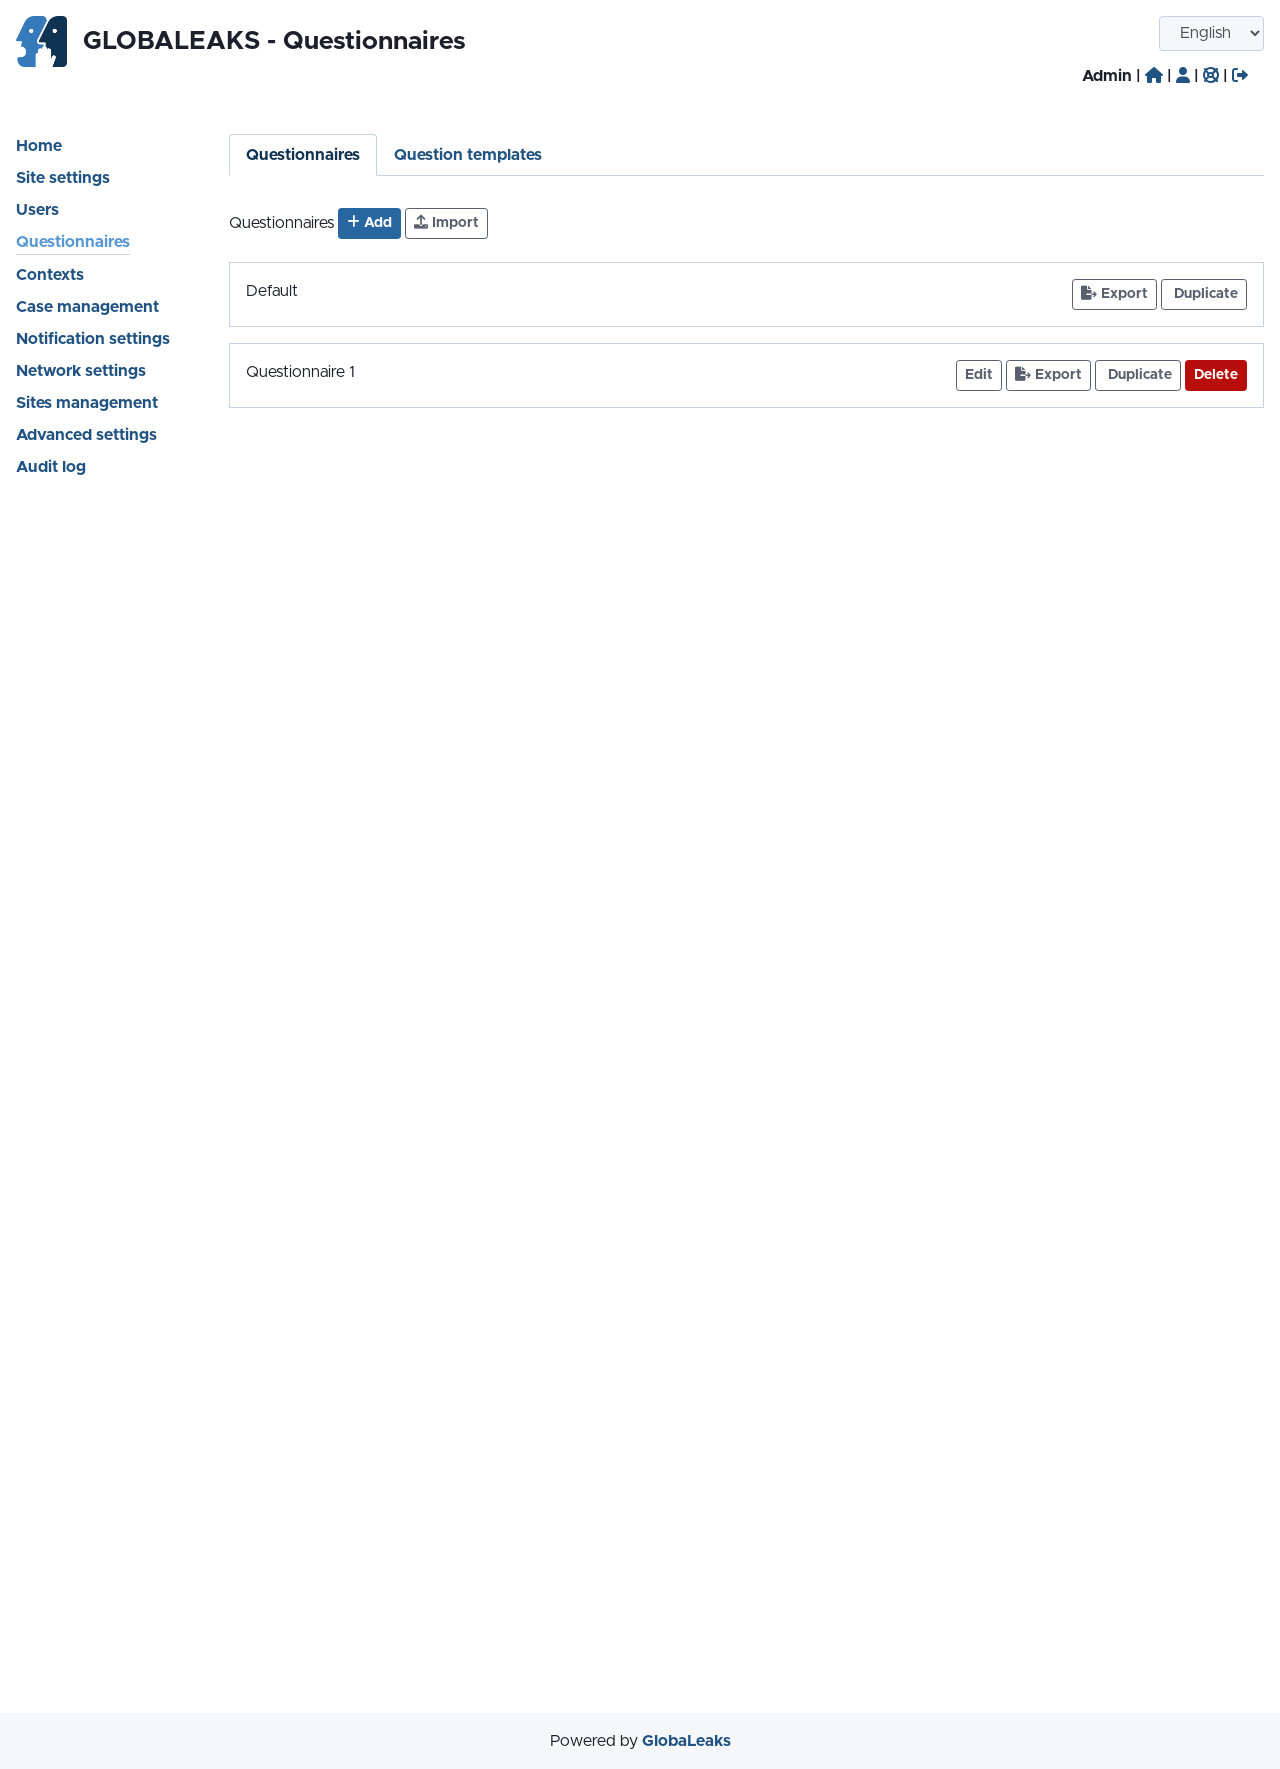 GLOBALEAKS - Questionnaires
English
Admin | | | |
Home
Site settings
Users
Questionnaires
Contexts
Case management
Notification settings
Network settings
Sites management
Advanced settings
Audit log
Questionnaires Question templates
Questionnaires Add Import
Default Export Duplicate
Questionnaire 1 Edit Export Duplicate Delete
Powered by GlobaLeaks